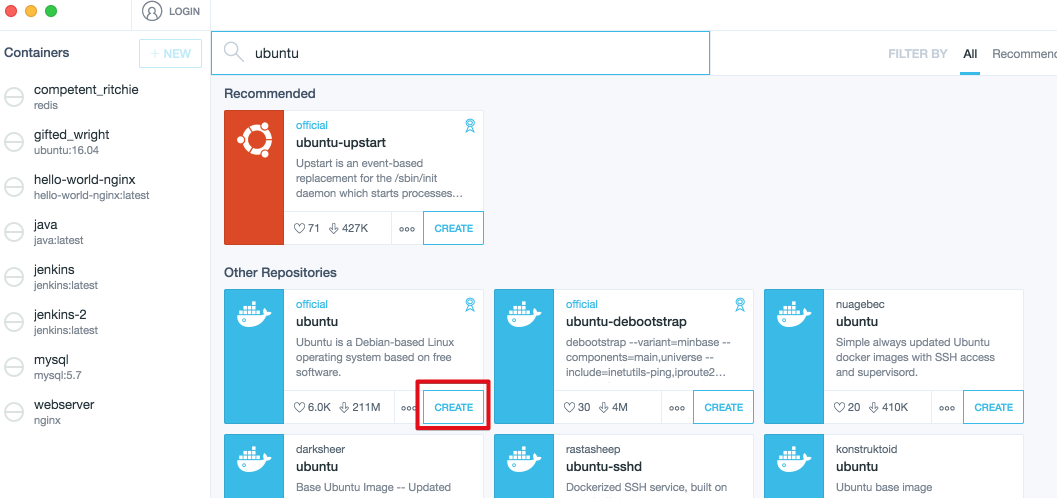 LOGIN
Containers
+ NEW
ubuntu
FILTER BY All Recommen
competent_ritchie
redis
gifted_wright
ubuntu:16.04
hello-world-nginx
hello-world-nginx:latest
java
java:latest
jenkins
jenkins:latest
jenkins-2
jenkins:latest
mysql
mysql:5.7
webserver
nginx
Recommended
official
ubuntu-upstart
Upstart is an event-based
replacement for the /sbin/init
daemon which starts processes...
71 427K CREATE
Other Repositories
official
ubuntu
Ubuntu is a Debian-based Linux
operating system based on free
software.
6.0K 211M CREATE
official
ubuntu-debootstrap
debootstrap --variant=minbase --
components=main,universe --
include=inetutils-ping,iproute2...
30 4M CREATE
nuagebec
ubuntu
Simple always updated Ubuntu
docker images with SSH access
and supervisord.
20 410K CREATE
darksheer
ubuntu
Base Ubuntu Image -- Updated
rastasheep
ubuntu-sshd
Dockerized SSH service, built on
konstruktoid
ubuntu
Ubuntu base image